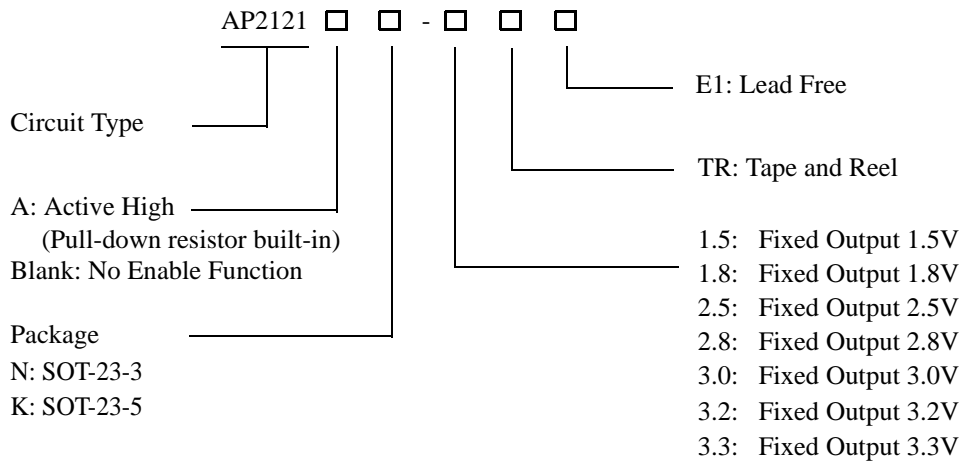 AP2121 -
E1: Lead Free
Circuit Type
TR: Tape and Reel
A: Active High
(Pull-down resistor built-in)
Blank: No Enable Function
1.5: Fixed Output 1.5V
1.8: Fixed Output 1.8V
2.5: Fixed Output 2.5V
2.8: Fixed Output 2.8V
3.0: Fixed Output 3.0V
3.2: Fixed Output 3.2V
3.3: Fixed Output 3.3V
Package
N: SOT-23-3
K: SOT-23-5